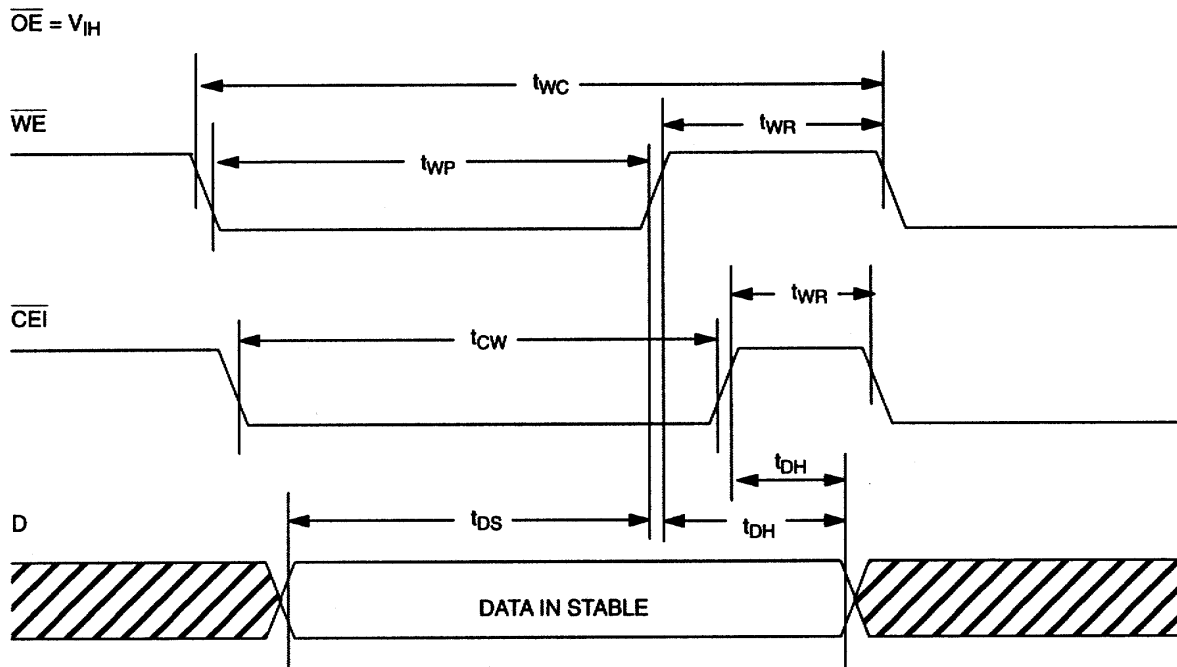 OE = VIH
tWC
WE
tWR
tWP
tWR
CEI
tCW
tDH
D
tDS
tDH
DATA IN STABLE